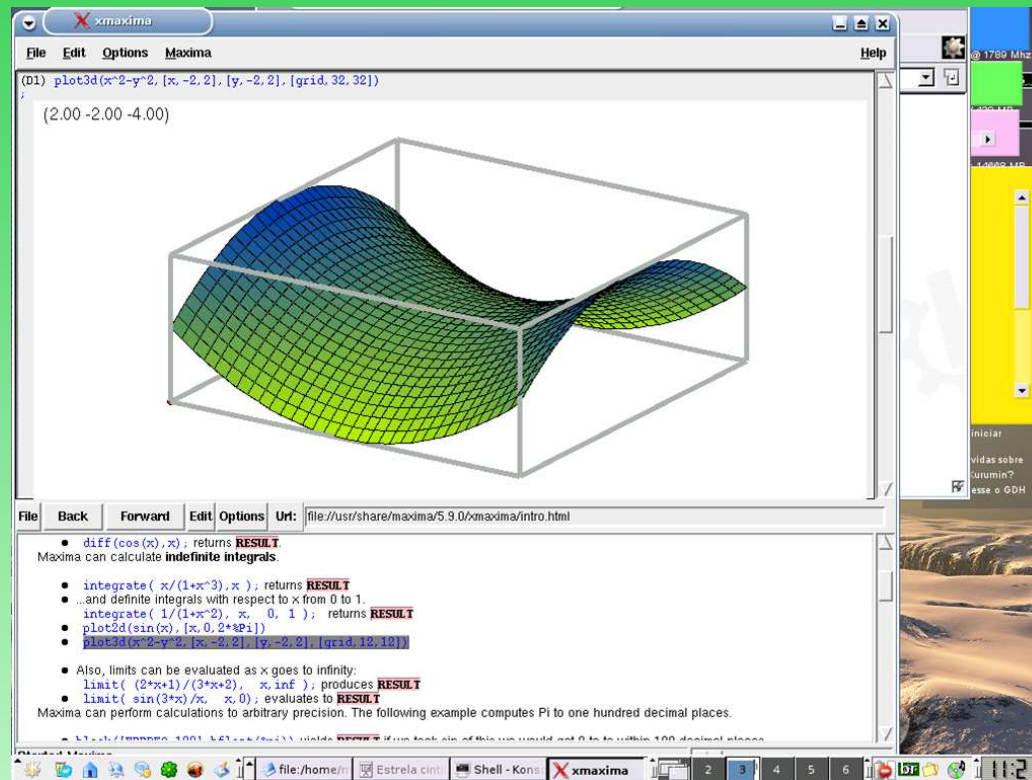 xmaxima
File Edit Options Maxima Help
(D1) plot3d(x^2-y^2,[x,-2,2],[y,-2,2],[grid,32,32])
;
(2.00 -2.00 -4.00)
@ 1789 Mhz
iniciar
vidas sobre
Kurumin?
esse o GDH
File Back Forward Edit Options Url: file://usr/share/maxima/5.9.0/xmaxima/intro.html
• diff(cos(x),x); returns RESULT.
Maxima can calculate indefinite integrals.
• integrate( x/(1+x^3),x ); returns RESULT
• ...and definite integrals with respect to x from 0 to 1.
integrate( 1/(1+x^2), x, 0, 1 ); returns RESULT
• plot2d(sin(x),[x,0,2*%Pi])
• plot3d(x^2-y^2,[x,-2,2],[y,-2,2],[grid,12,12])
• Also, limits can be evaluated as x goes to infinity:
limit( (2*x+1)/(3*x+2), x,inf ); produces RESULT
• limit( sin(3*x)/x, x,0); evaluates to RESULT
Maxima can perform calculations to arbitrary precision. The following example computes Pi to one hundred decimal places.
Started Maxima
file:/home/r Estrela cint Shell - Kons xmaxima 2 3 4 5 6 br 11:2